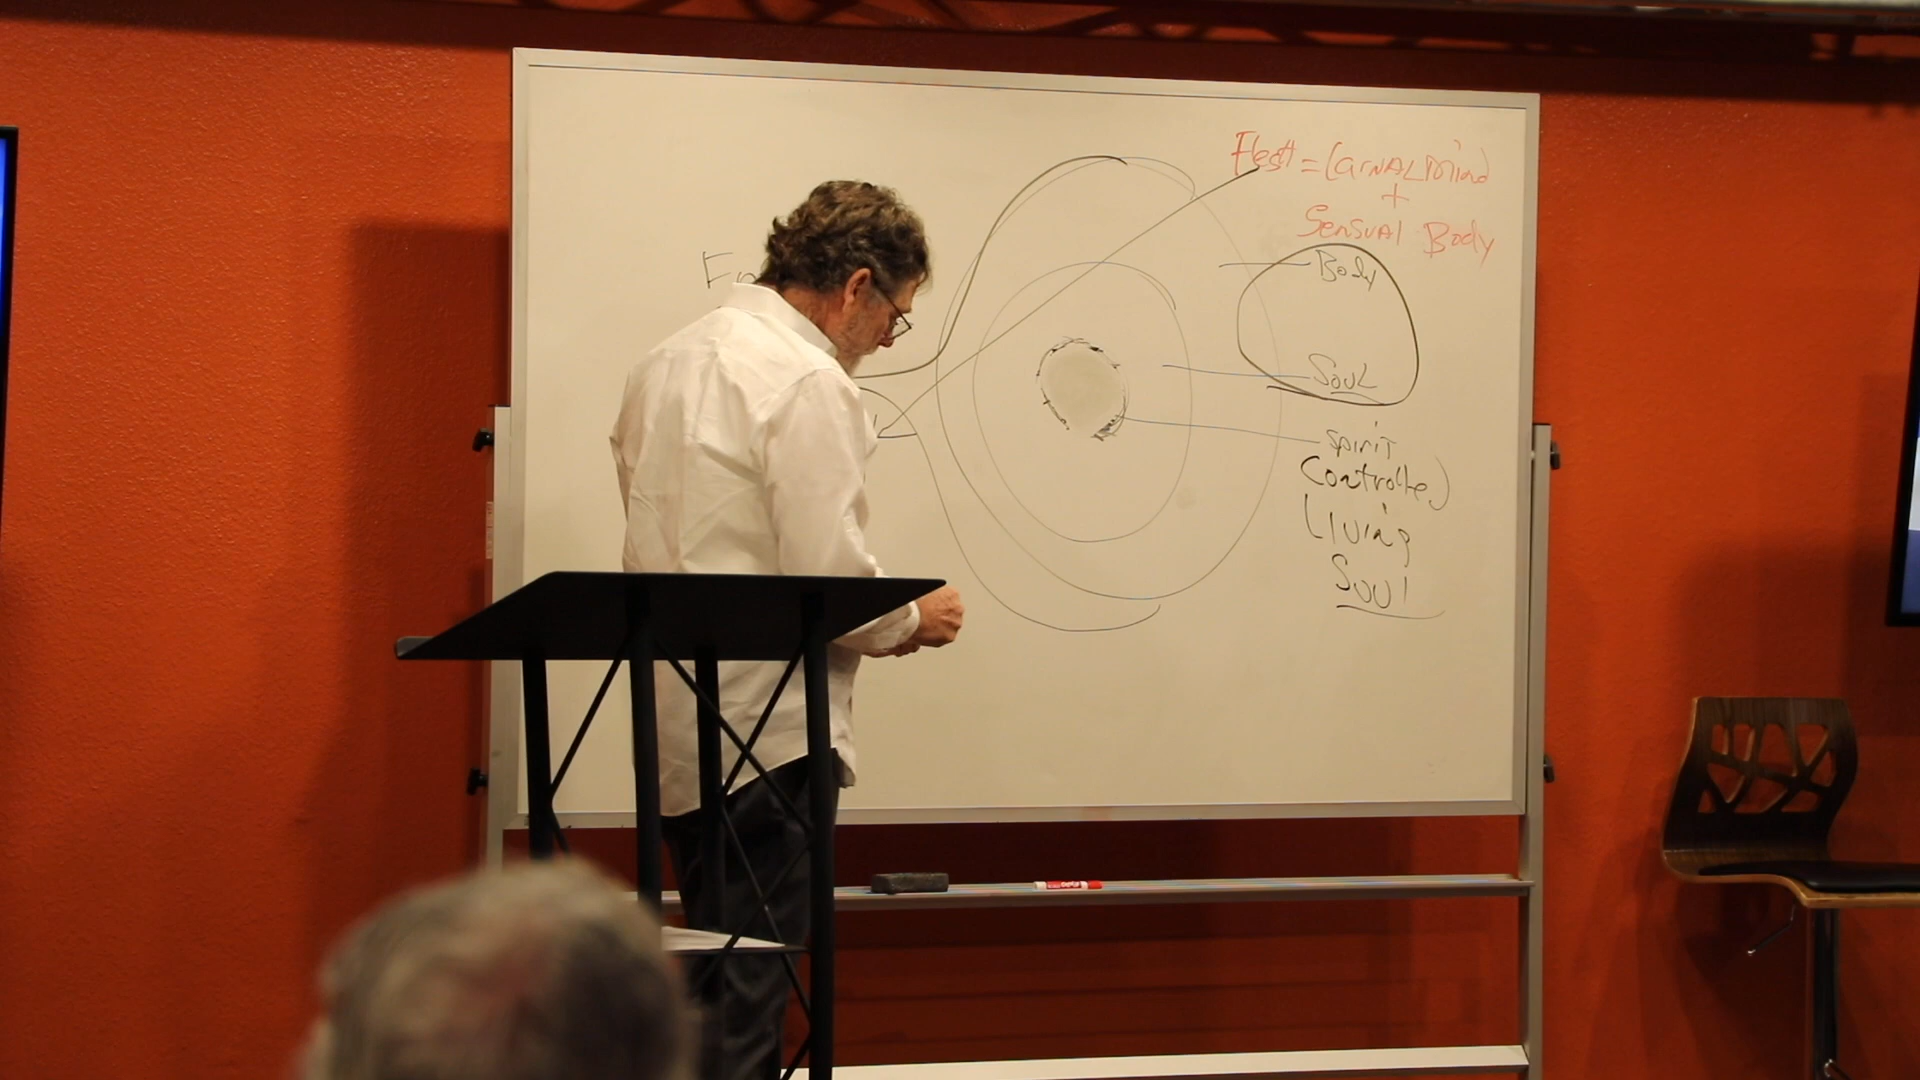 Flesh = Carnal Mind
+
Sensual Body
Body
Soul
Spirit
Controlled
Living
Soul